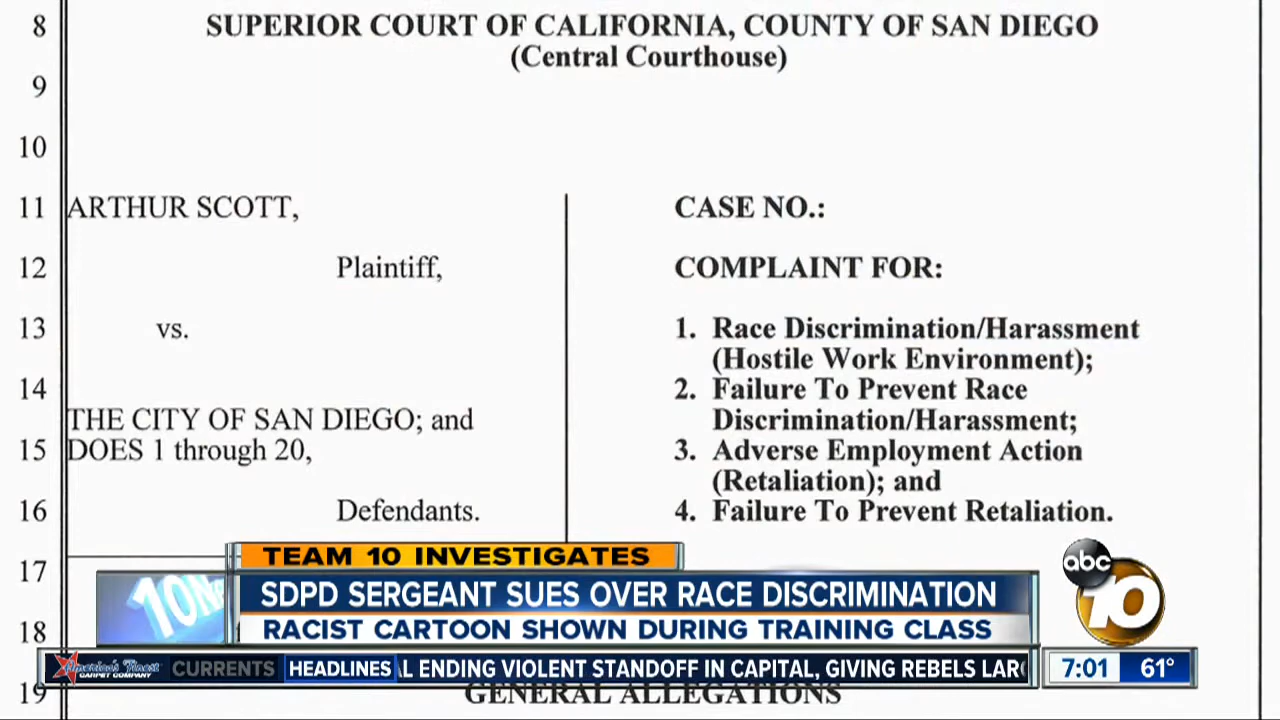 8 SUPERIOR COURT OF CALIFORNIA, COUNTY OF SAN DIEGO
(Central Courthouse)
9
10
11 ARTHUR SCOTT, CASE NO.:
12 Plaintiff, COMPLAINT FOR:
13 vs. 1. Race Discrimination/Harassment
(Hostile Work Environment);
14 2. Failure To Prevent Race
THE CITY OF SAN DIEGO; and Discrimination/Harassment;
15 DOES 1 through 20, 3. Adverse Employment Action
(Retaliation); and
16 Defendants. 4. Failure To Prevent Retaliation.
17
TEAM 10 INVESTIGATES
abc 10
SDPD SERGEANT SUES OVER RACE DISCRIMINATION
18 RACIST CARTOON SHOWN DURING TRAINING CLASS
America's Finest CARPET COMPANY CURRENTS HEADLINES L ENDING VIOLENT STANDOFF IN CAPITAL, GIVING REBELS LAR 7:01 61°
19 GENERAL ALLEGATIONS